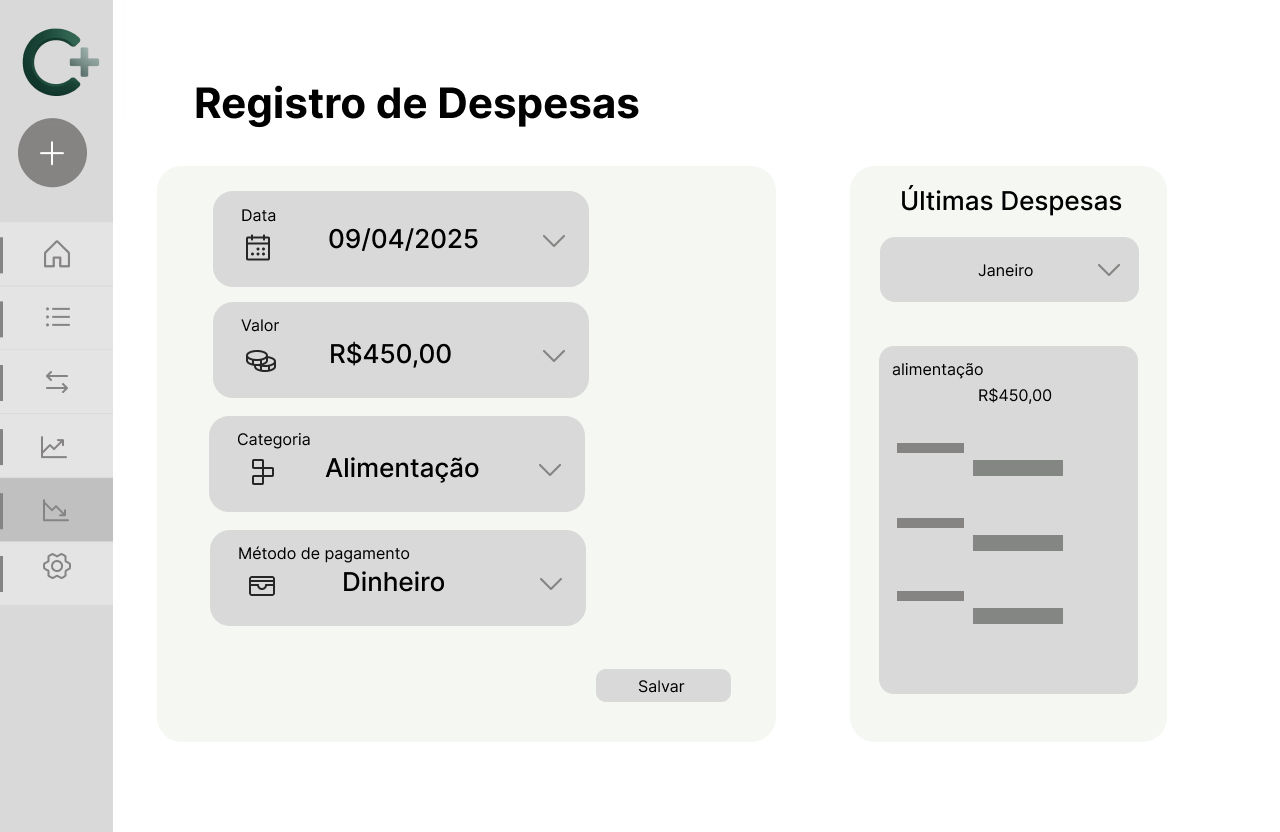 C+
Registro de Despesas
Data
09/04/2025
Valor
R$450,00
Categoria
Alimentação
Método de pagamento
Dinheiro
Salvar
Últimas Despesas
Janeiro
alimentação
R$450,00